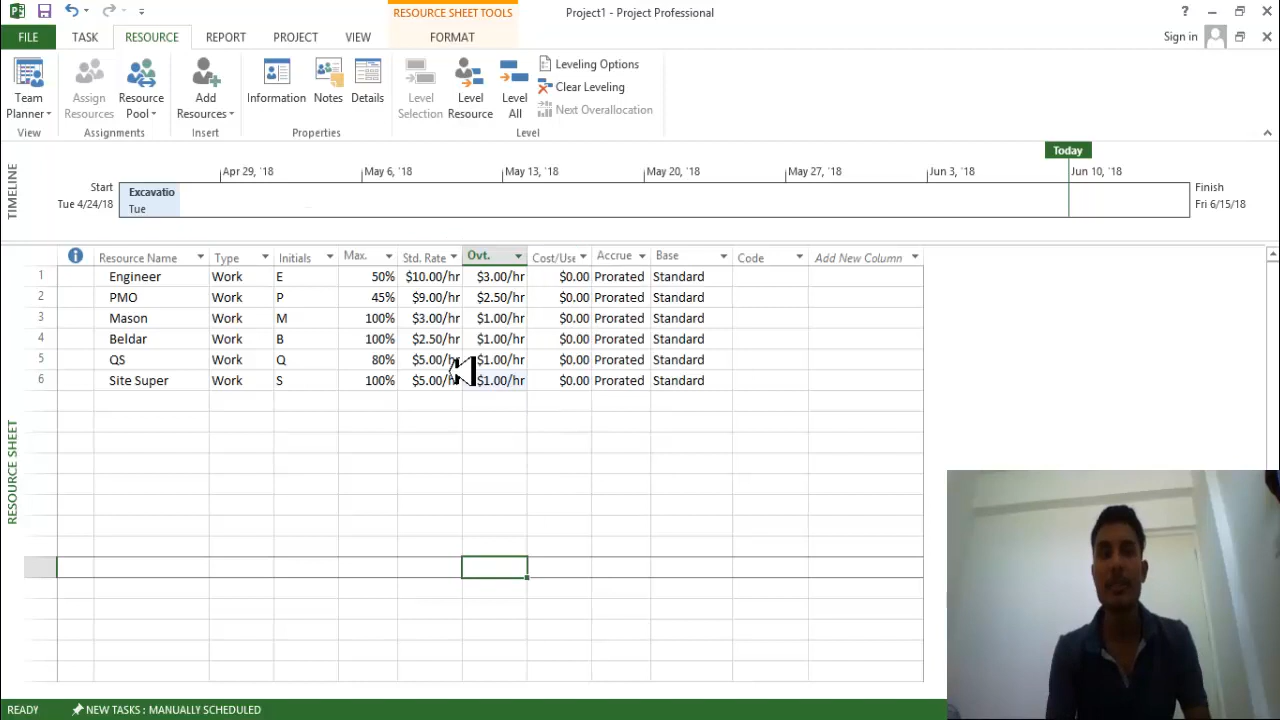 RESOURCE SHEET TOOLS
Project1 - Project Professional
?
FILE TASK RESOURCE REPORT PROJECT VIEW FORMAT
Sign in
Team Planner
Assign Resources
Resource Pool
Add Resources
Information
Notes
Details
Level Selection
Level Resource
Level All
Leveling Options
Clear Leveling
Next Overallocation
View Assignments Insert Properties Level
TIMELINE
Today
Apr 29, '18 May 6, '18 May 13, '18 May 20, '18 May 27, '18 Jun 3, '18 Jun 10, '18
Start
Tue 4/24/18
Excavatio
Tue
Finish
Fri 6/15/18
Resource Name Type Initials Max. Std. Rate Ovt. Cost/Use Accrue Base Code Add New Column
1 Engineer Work E 50% $10.00/hr $3.00/hr $0.00 Prorated Standard
2 PMO Work P 45% $9.00/hr $2.50/hr $0.00 Prorated Standard
3 Mason Work M 100% $3.00/hr $1.00/hr $0.00 Prorated Standard
4 Beldar Work B 100% $2.50/hr $1.00/hr $0.00 Prorated Standard
5 QS Work Q 80% $5.00/hr $1.00/hr $0.00 Prorated Standard
6 Site Super Work S 100% $5.00/hr $1.00/hr $0.00 Prorated Standard
RESOURCE SHEET
READY NEW TASKS : MANUALLY SCHEDULED